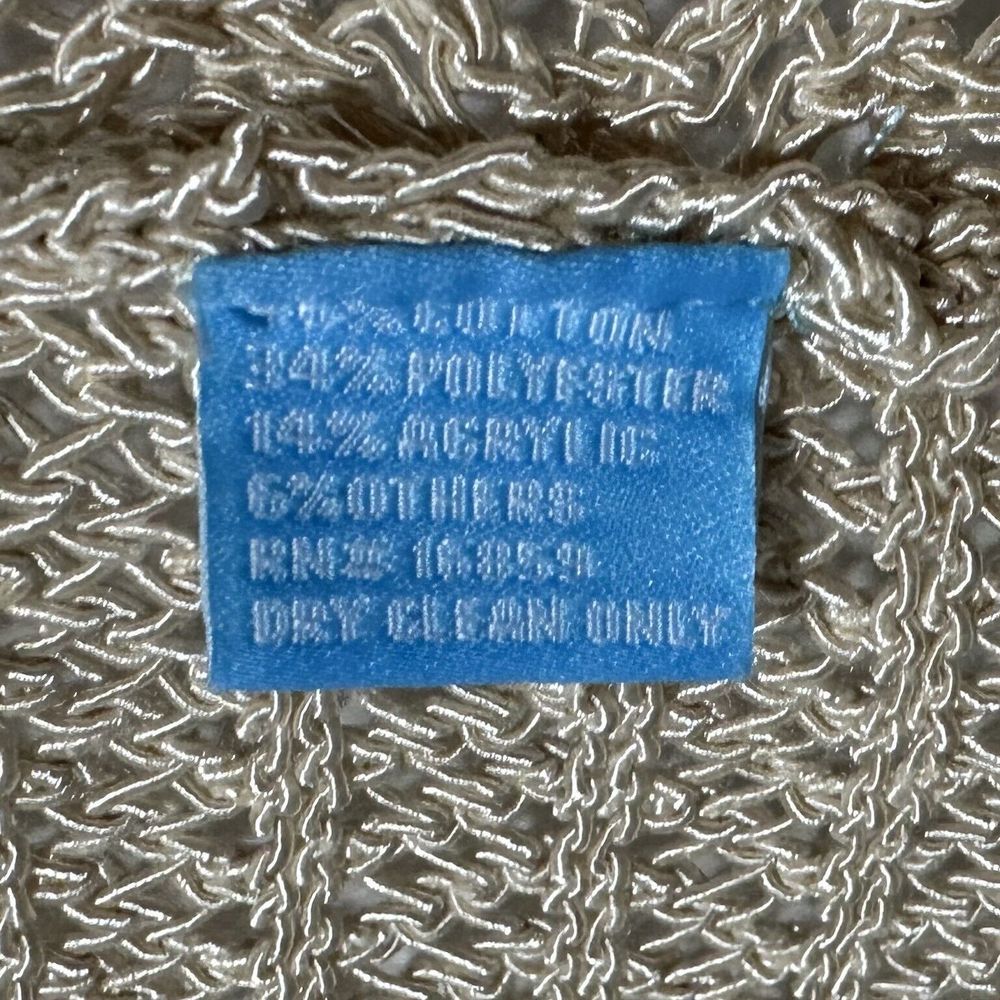 COTTON
34% POLYESTER
14% ACRYLIC
6% OTHERS
RN# 16859
DRY CLEAN ONLY